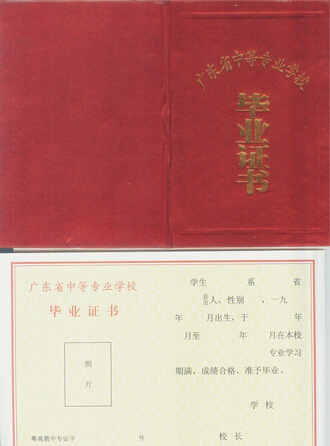 广东省中等专业学校
毕业证书
广东省中等专业学校
毕业证书
照
片
粤高教中专证字 号
学生 系 省
县
市 人，性别 ，一九
年 月出生，于 年
月至 年 月在本校
专业学习
期满，成绩合格，准予毕业。
学校
校长